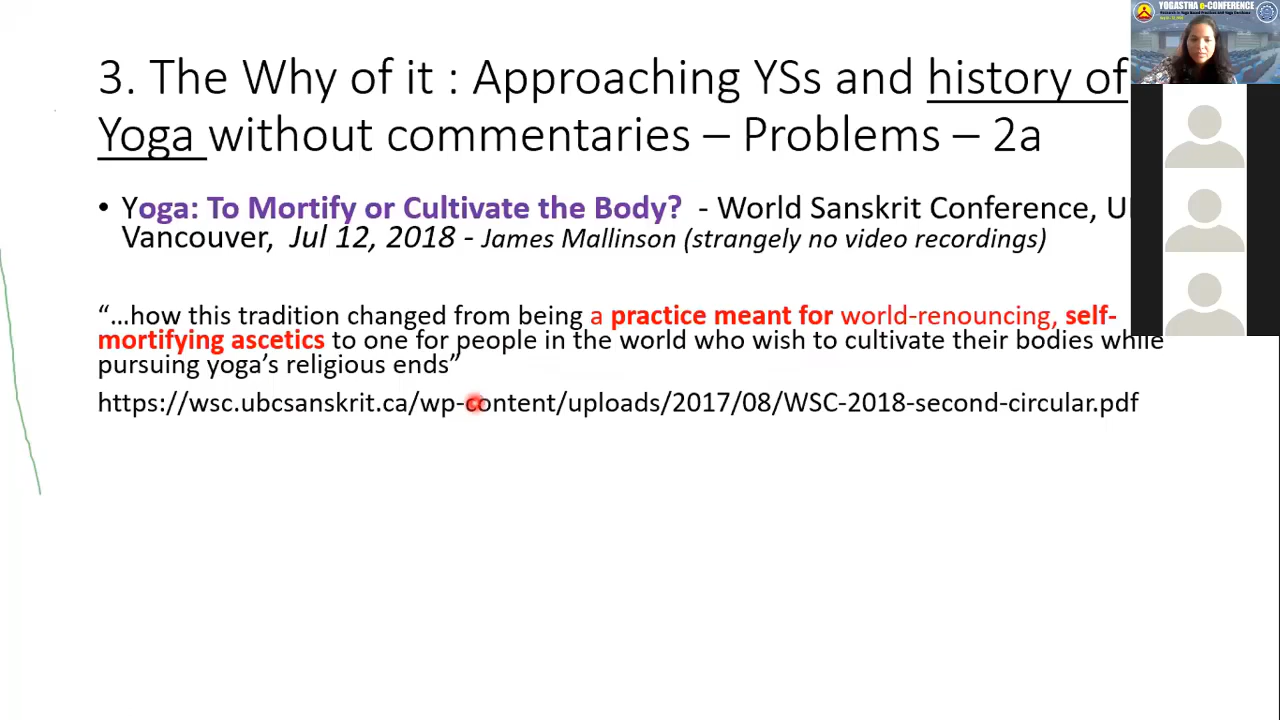 YOGASTHA e-CONFERENCE
3. The Why of it : Approaching YSs and history of
Yoga without commentaries – Problems – 2a
• Yoga: To Mortify or Cultivate the Body? - World Sanskrit Conference,
Vancouver, Jul 12, 2018 - James Mallinson (strangely no video recordings)
“…how this tradition changed from being a practice meant for world-renouncing, self-
mortifying ascetics to one for people in the world who wish to cultivate their bodies while
pursuing yoga’s religious ends”
https://wsc.ubcsanskrit.ca/wp-content/uploads/2017/08/WSC-2018-second-circular.pdf